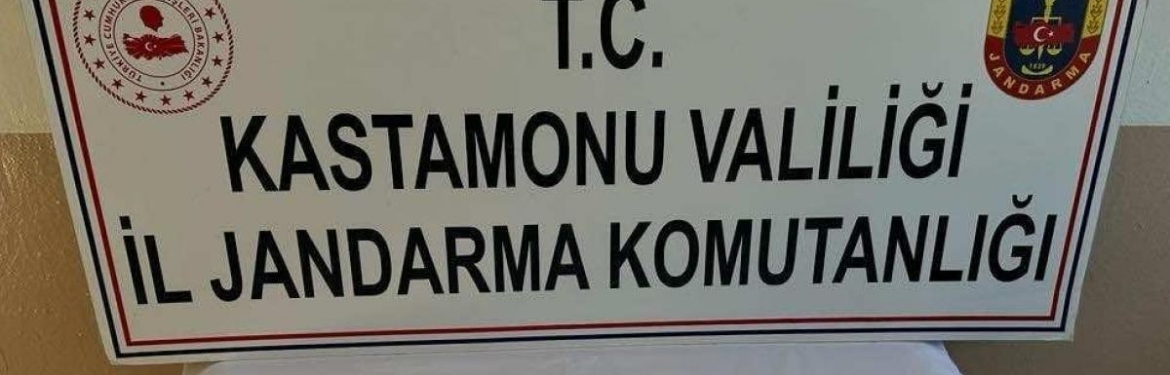 T.C.
KASTAMONU VALİLİĞİ
İL JANDARMA KOMUTANLIĞI
JANDARMA